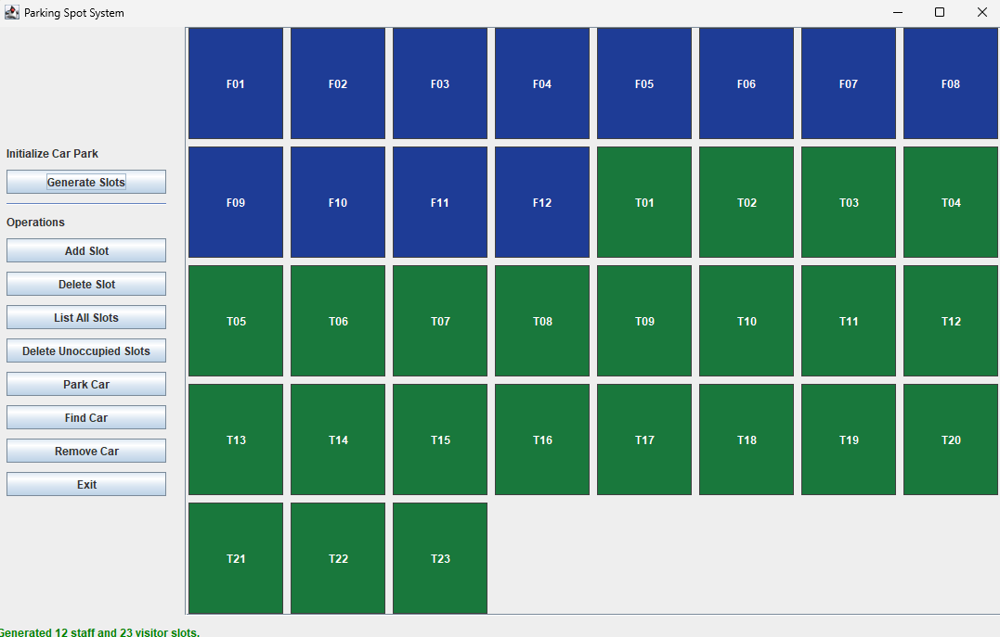 Parking Spot System
Initialize Car Park
Generate Slots
Operations
Add Slot
Delete Slot
List All Slots
Delete Unoccupied Slots
Park Car
Find Car
Remove Car
Exit
F01 F02 F03 F04 F05 F06 F07 F08
F09 F10 F11 F12 T01 T02 T03 T04
T05 T06 T07 T08 T09 T10 T11 T12
T13 T14 T15 T16 T17 T18 T19 T20
T21 T22 T23
Generated 12 staff and 23 visitor slots.